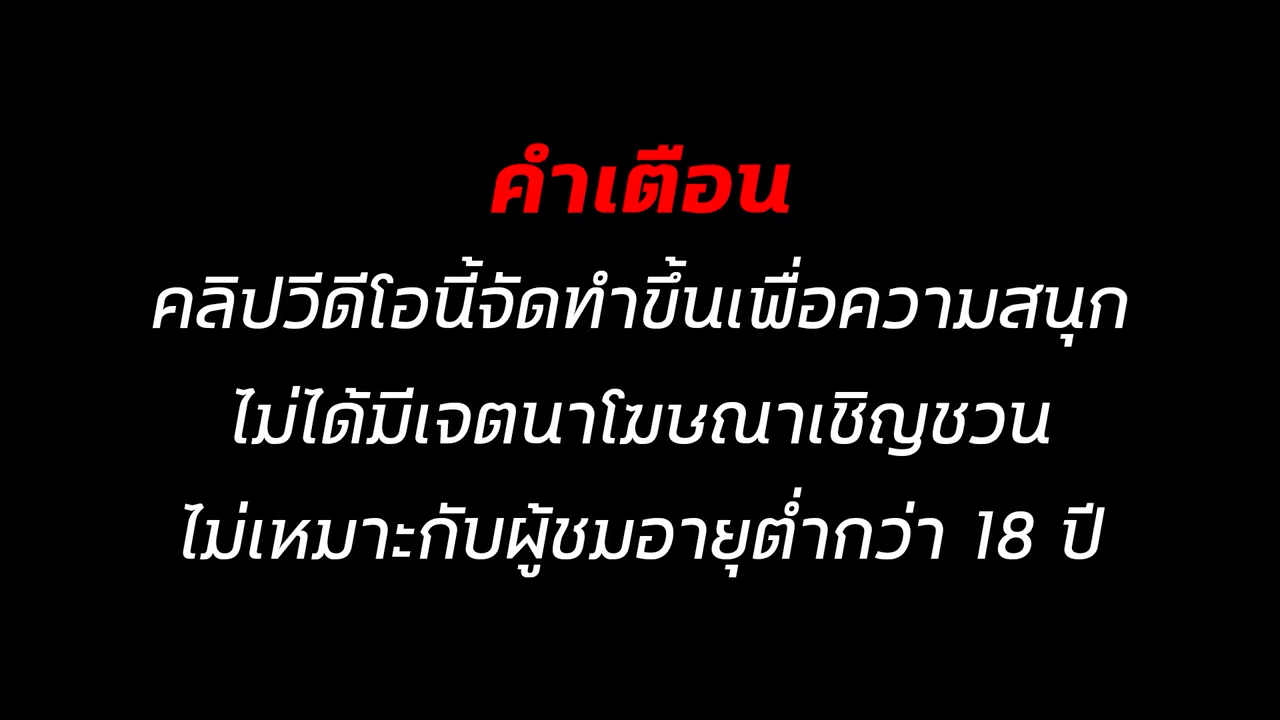 คำเตือน
คลิปวีดีโอนี้จัดทำขึ้นเพื่อความสนุก
ไม่ได้มีเจตนาโฆษณาเชิญชวน
ไม่เหมาะกับผู้ชมอายุต่ำกว่า 18 ปี